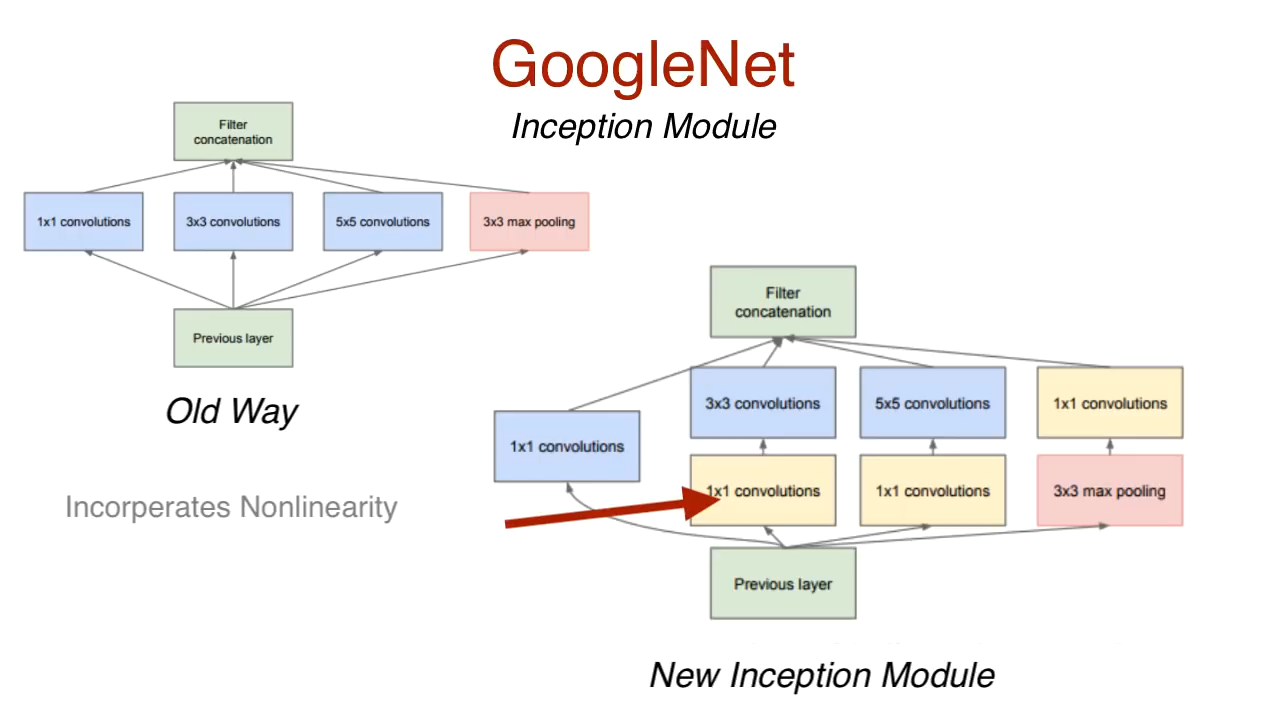 GoogleNet
Inception Module
Filter
concatenation
1x1 convolutions
3x3 convolutions
5x5 convolutions
3x3 max pooling
Previous layer
Old Way
Incorperates Nonlinearity
Filter
concatenation
3x3 convolutions
5x5 convolutions
1x1 convolutions
1x1 convolutions
1x1 convolutions
1x1 convolutions
3x3 max pooling
Previous layer
New Inception Module